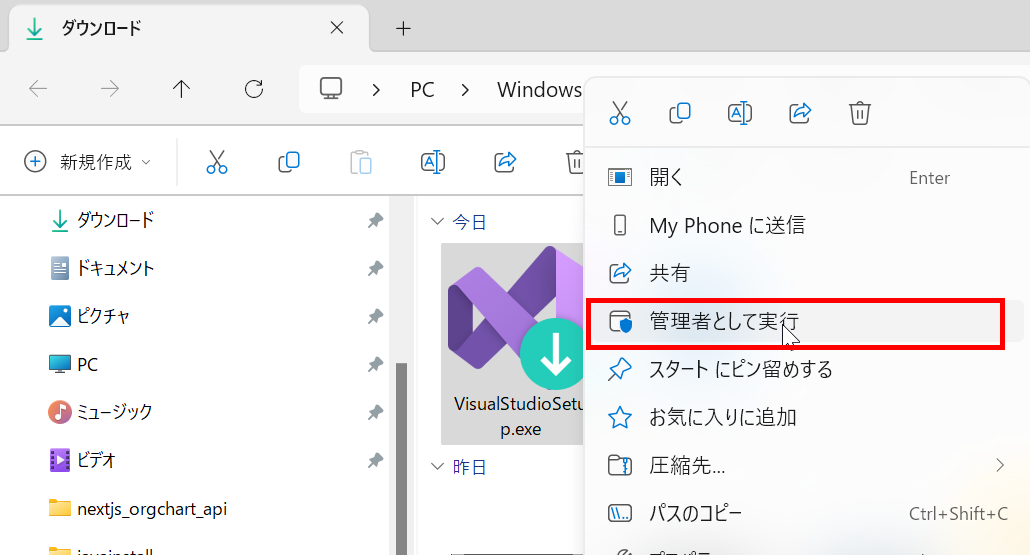 ダウンロード
PC
Windows
新規作成
ダウンロード
ドキュメント
ピクチャ
PC
ミュージック
ビデオ
nextjs_orgchart_api
今日
VisualStudioSetu
p.exe
昨日
開く Enter
My Phone に送信
共有
管理者として実行
スタート にピン留めする
お気に入りに追加
圧縮先...
パスのコピー Ctrl+Shift+C